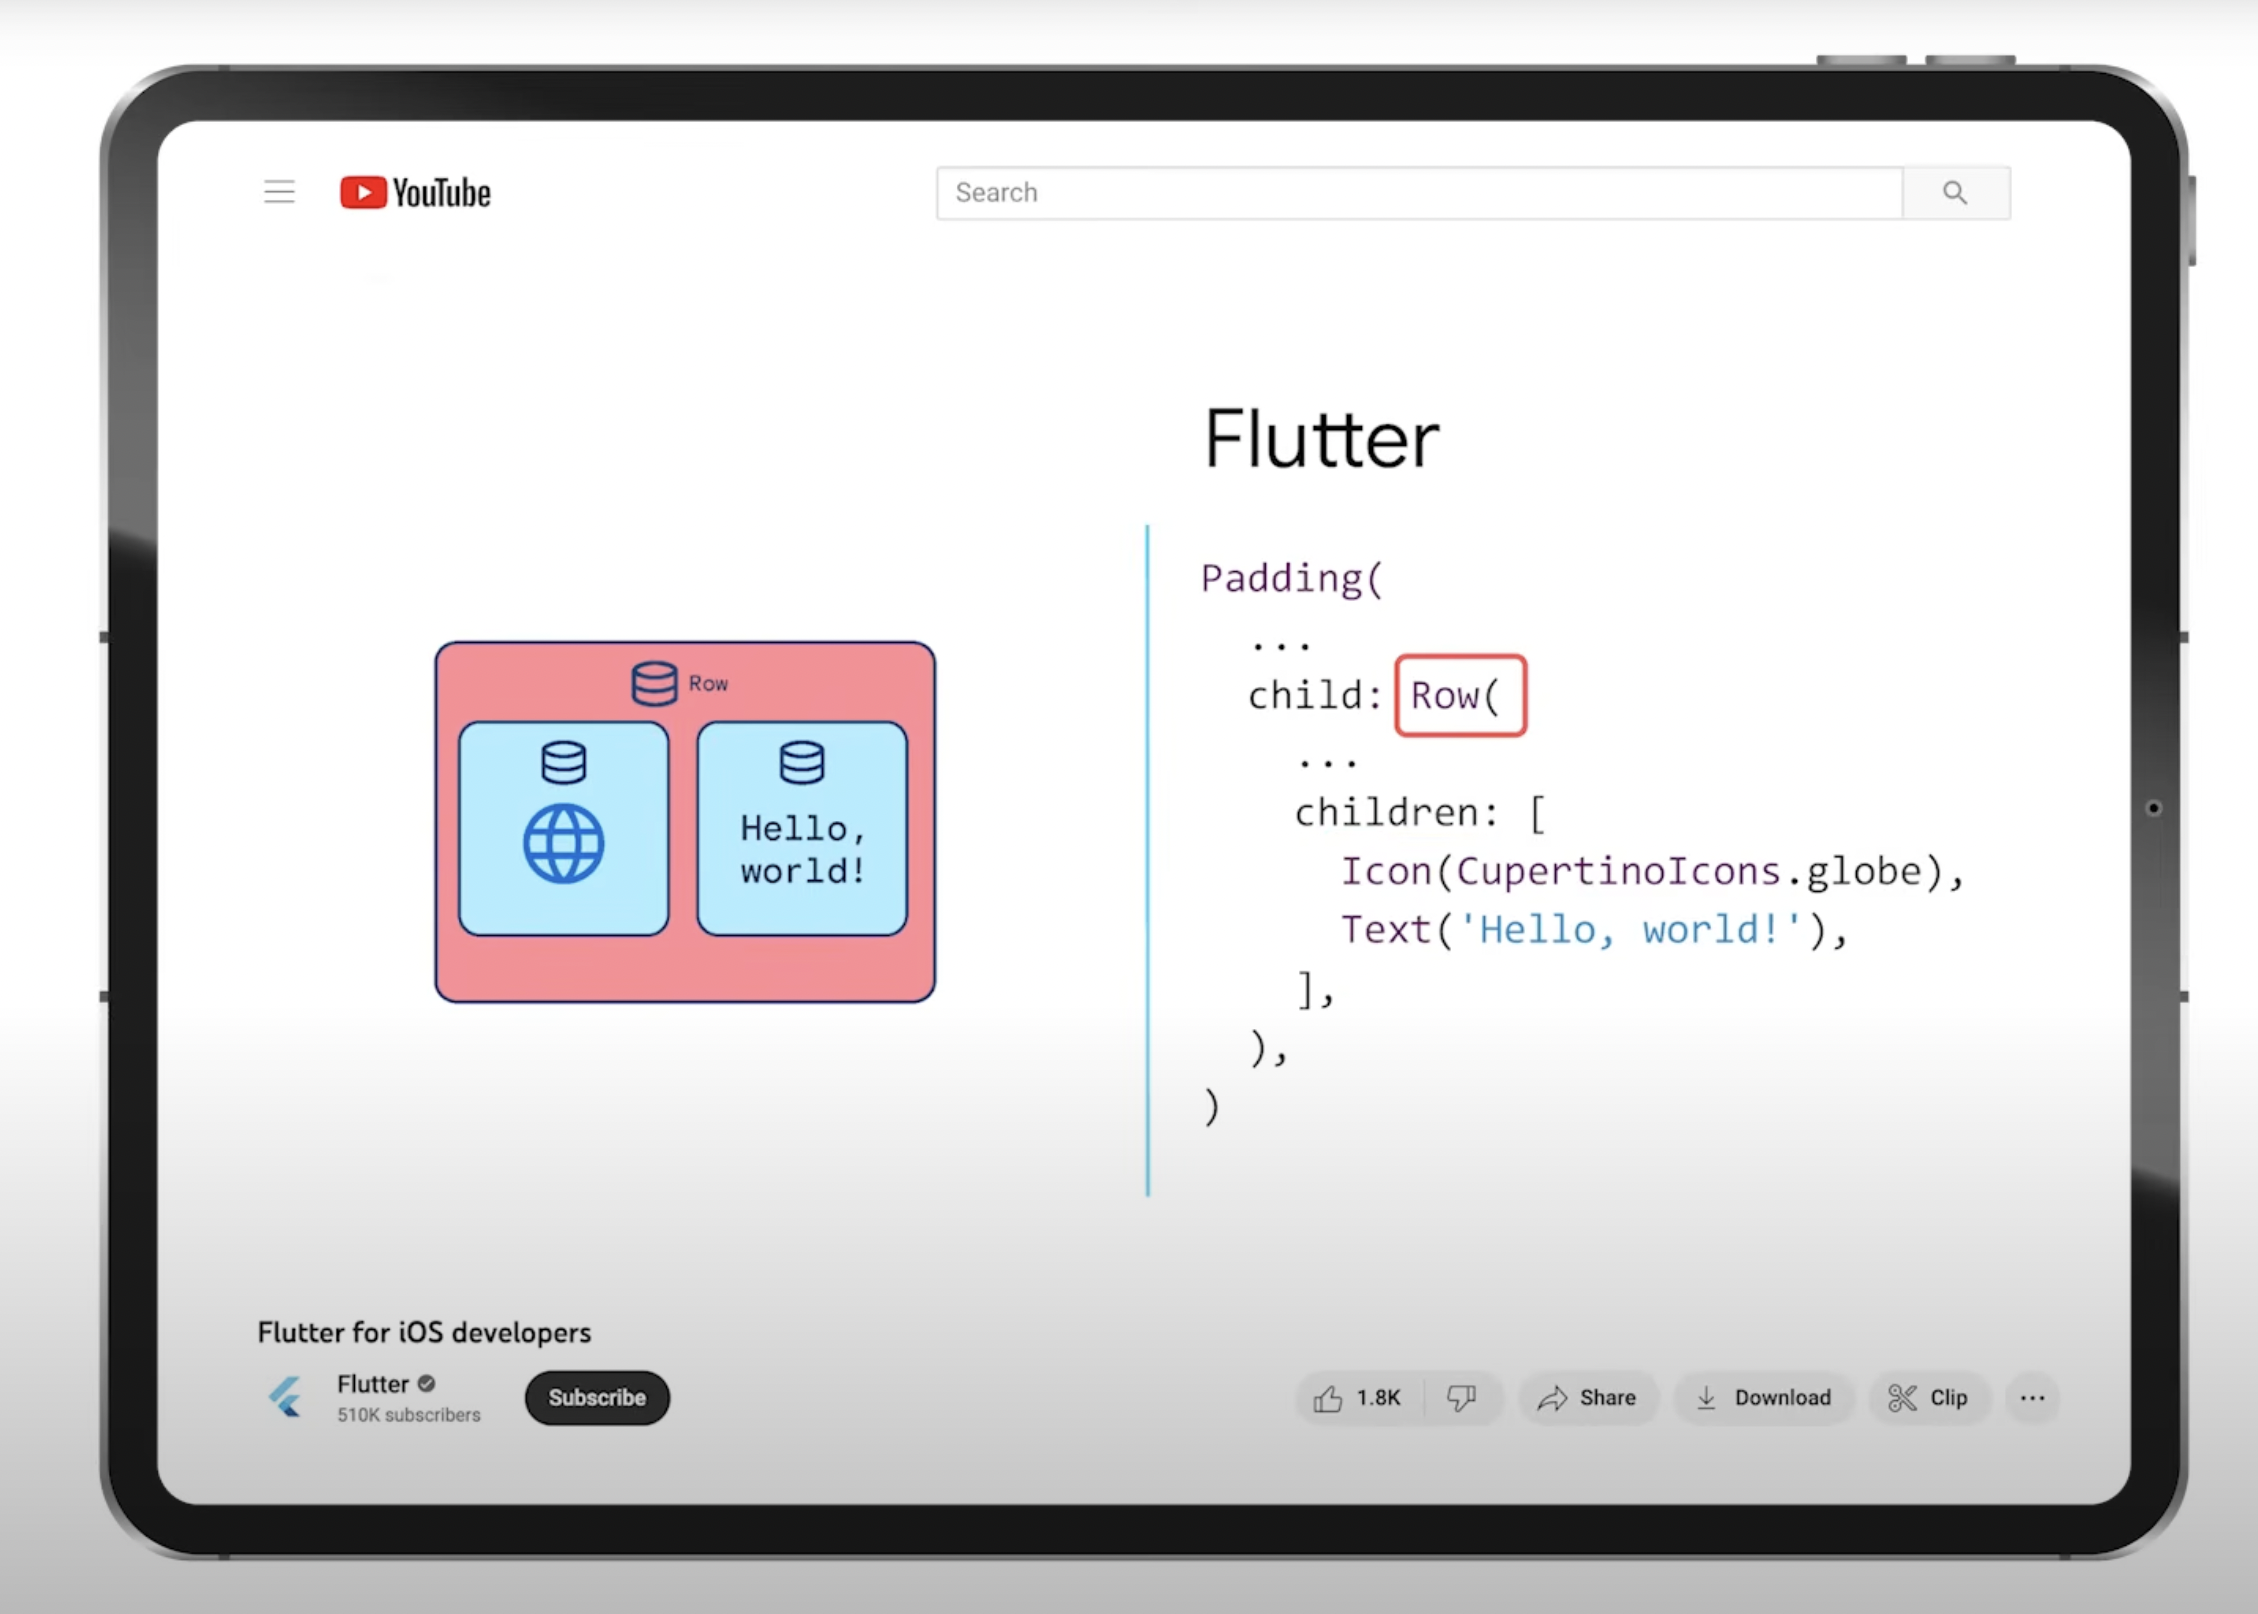 YouTube
Search
Flutter
Row
Hello,
world!
Padding(
...
child: Row(
...
children: [
Icon(CupertinoIcons.globe),
Text('Hello, world!'),
],
),
)
Flutter for iOS developers
Flutter
510K subscribers
Subscribe
1.8K
Share
Download
Clip